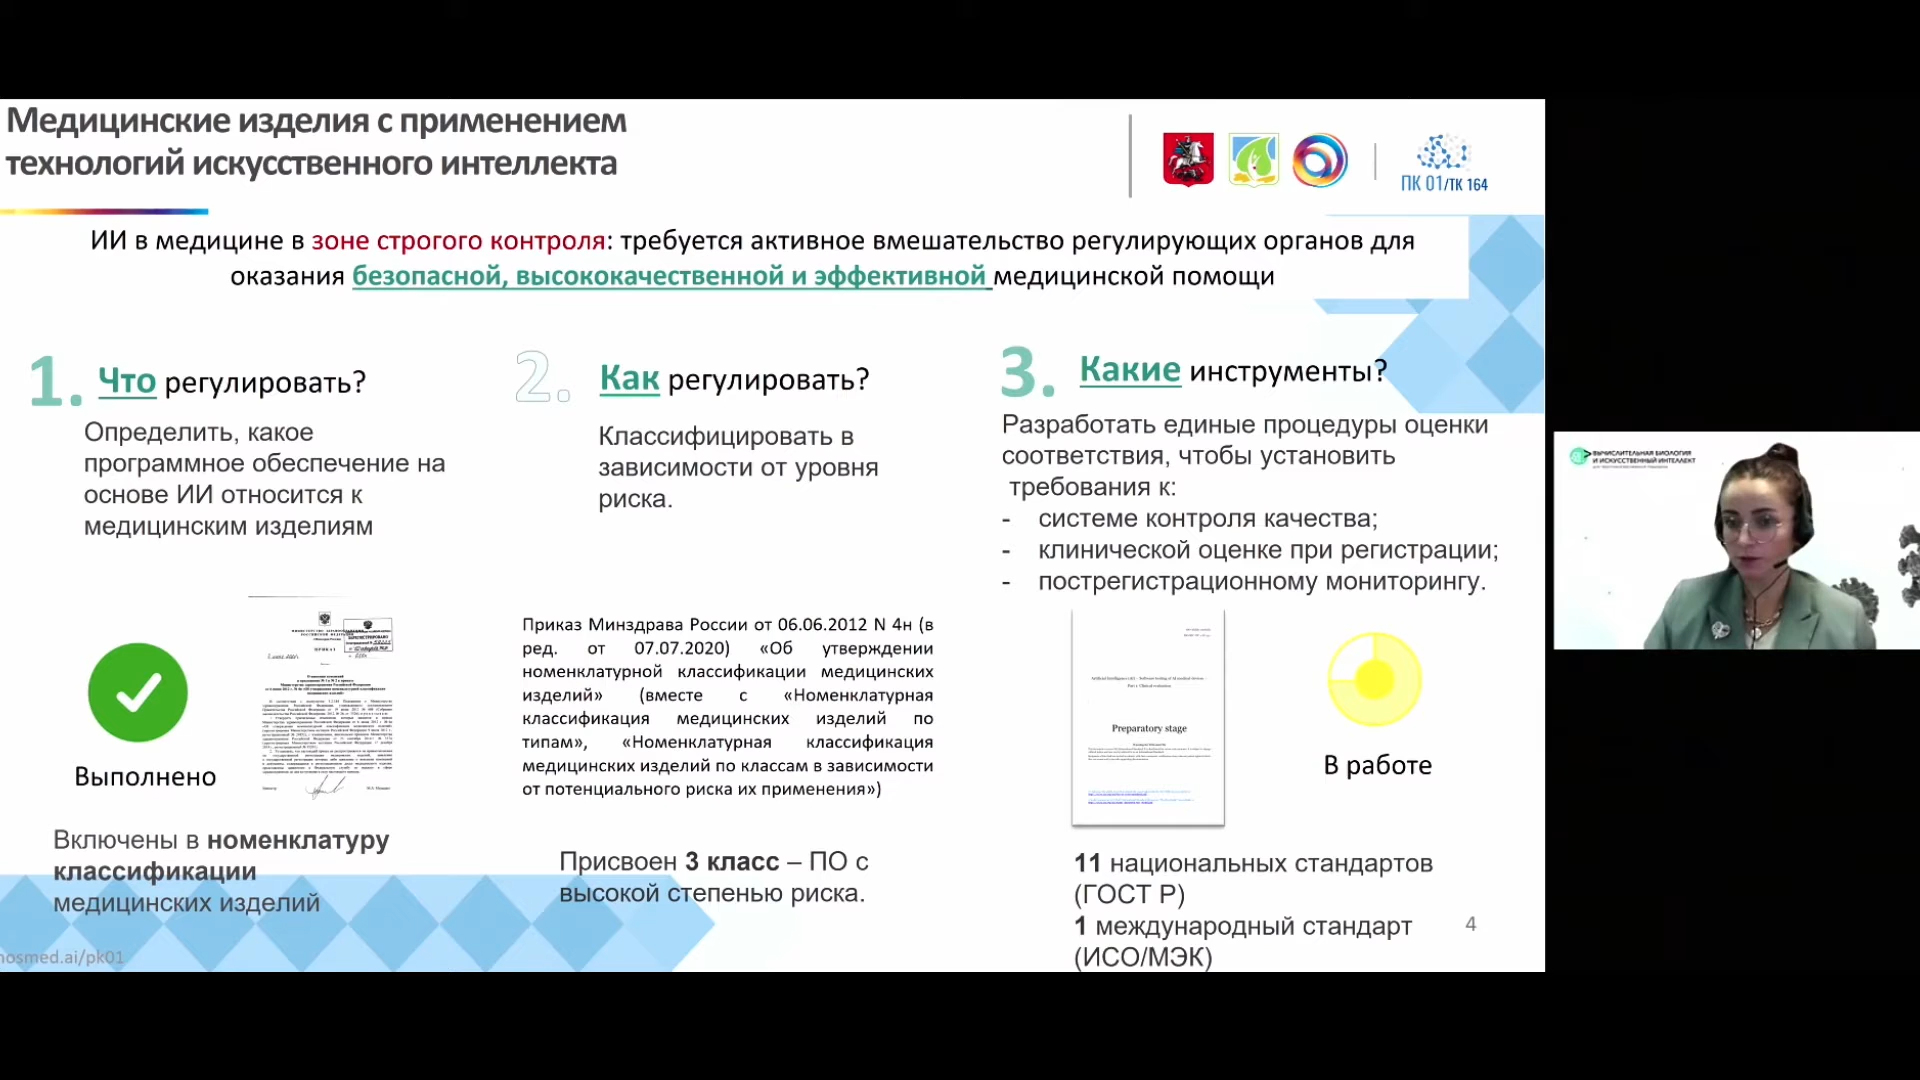 Медицинские изделия с применением
технологий искусственного интеллекта
ПК 01/ТК 164
ИИ в медицине в зоне строгого контроля: требуется активное вмешательство регулирующих органов для
оказания безопасной, высококачественной и эффективной медицинской помощи
1. Что регулировать?
Определить, какое
программное обеспечение на
основе ИИ относится к
медицинским изделиям
ПРИКАЗ
Выполнено
Включены в номенклатуру
классификации
медицинских изделий
2. Как регулировать?
Классифицировать в
зависимости от уровня
риска.
Приказ Минздрава России от 06.06.2012 N 4н (в
ред. от 07.07.2020) «Об утверждении
номенклатурной классификации медицинских
изделий» (вместе с «Номенклатурная
классификация медицинских изделий по
типам», «Номенклатурная классификация
медицинских изделий по классам в зависимости
от потенциального риска их применения»)
Присвоен 3 класс – ПО с
высокой степенью риска.
3. Какие инструменты?
Разработать единые процедуры оценки
соответствия, чтобы установить
требования к:
- системе контроля качества;
- клинической оценке при регистрации;
- пострегистрационному мониторингу.
Preparatory stage
В работе
11 национальных стандартов
(ГОСТ Р)
1 международный стандарт
(ИСО/МЭК)
4
mosmed.ai/pk01
ВЫЧИСЛИТЕЛЬНАЯ БИОЛОГИЯ
И ИСКУССТВЕННЫЙ ИНТЕЛЛЕКТ